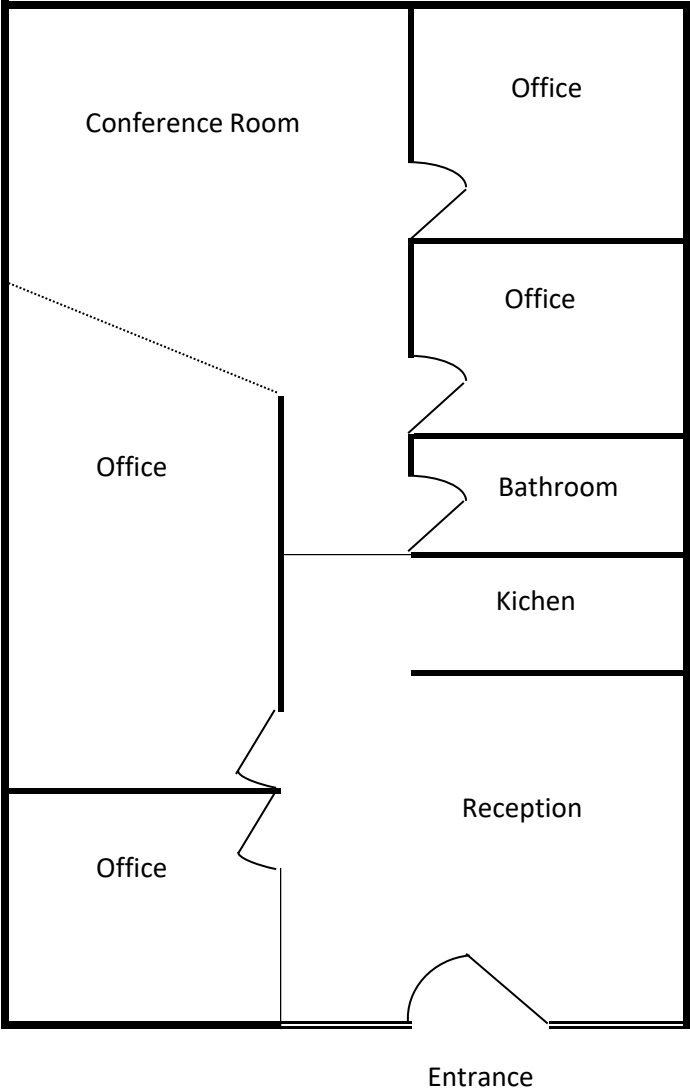 Office
Conference Room
Office
Office
Bathroom
Kichen
Reception
Office
Entrance